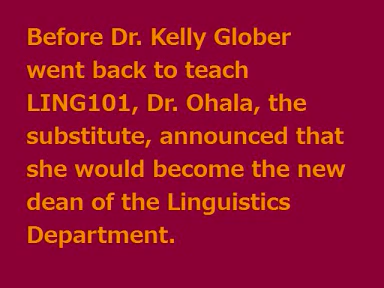 Before Dr. Kelly Glober
went back to teach
LING101, Dr. Ohala, the
substitute, announced that
she would become the new
dean of the Linguistics
Department.